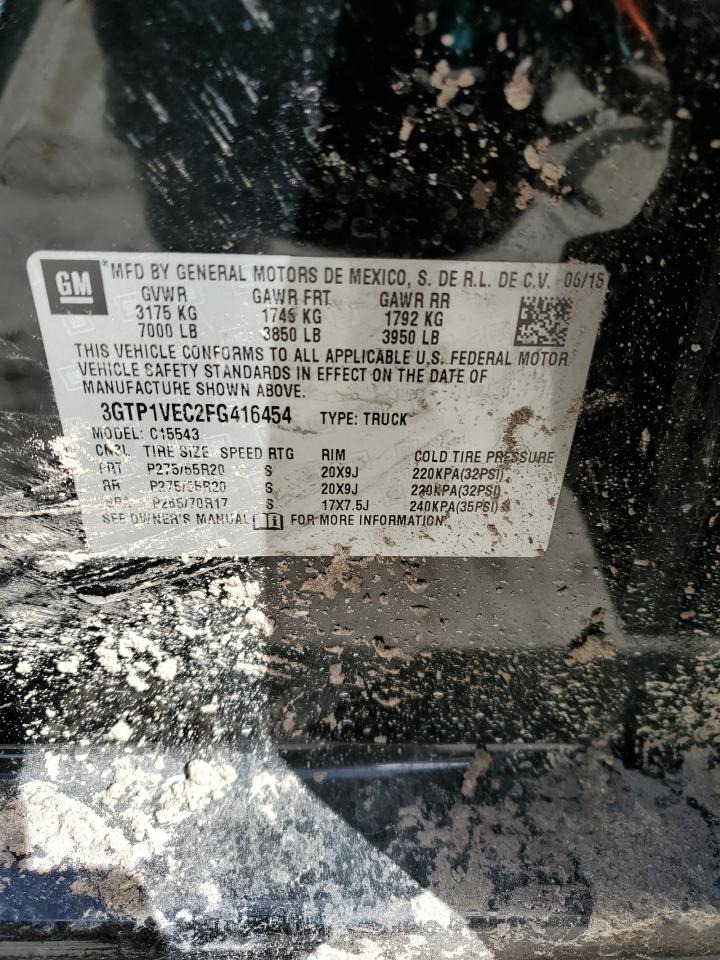 GM
MFD BY GENERAL MOTORS DE MEXICO, S. DE R.L. DE C.V. 06/15
GVWR GAWR FRT GAWR RR
3175 KG 1745 KG 1792 KG
7000 LB 3850 LB 3950 LB
THIS VEHICLE CONFORMS TO ALL APPLICABLE U.S. FEDERAL MOTOR
VEHICLE SAFETY STANDARDS IN EFFECT ON THE DATE OF
MANUFACTURE SHOWN ABOVE.
3GTP1VEC2FG416454 TYPE: TRUCK
MODEL: C15543
TIRE SIZE SPEED RTG RIM COLD TIRE PRESSURE
FRT P275/55R20 S 20X9J 220KPA(32PSI)
RR P275/55R20 S 20X9J 220KPA(32PSI)
SPA P265/70R17 S 17X7.5J 240KPA(35PSI)
SEE OWNER'S MANUAL FOR MORE INFORMATION.